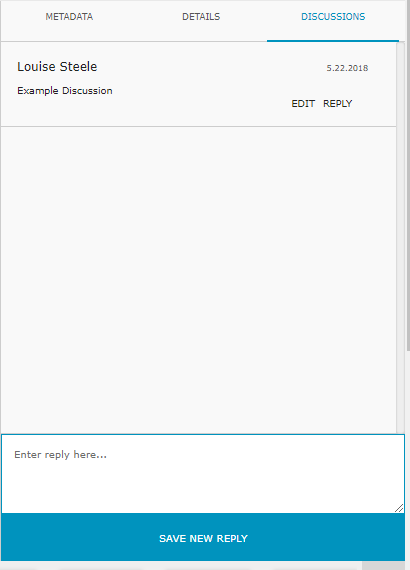 METADATA DETAILS DISCUSSIONS
Louise Steele 5.22.2018
Example Discussion
EDIT REPLY
Enter reply here...
SAVE NEW REPLY